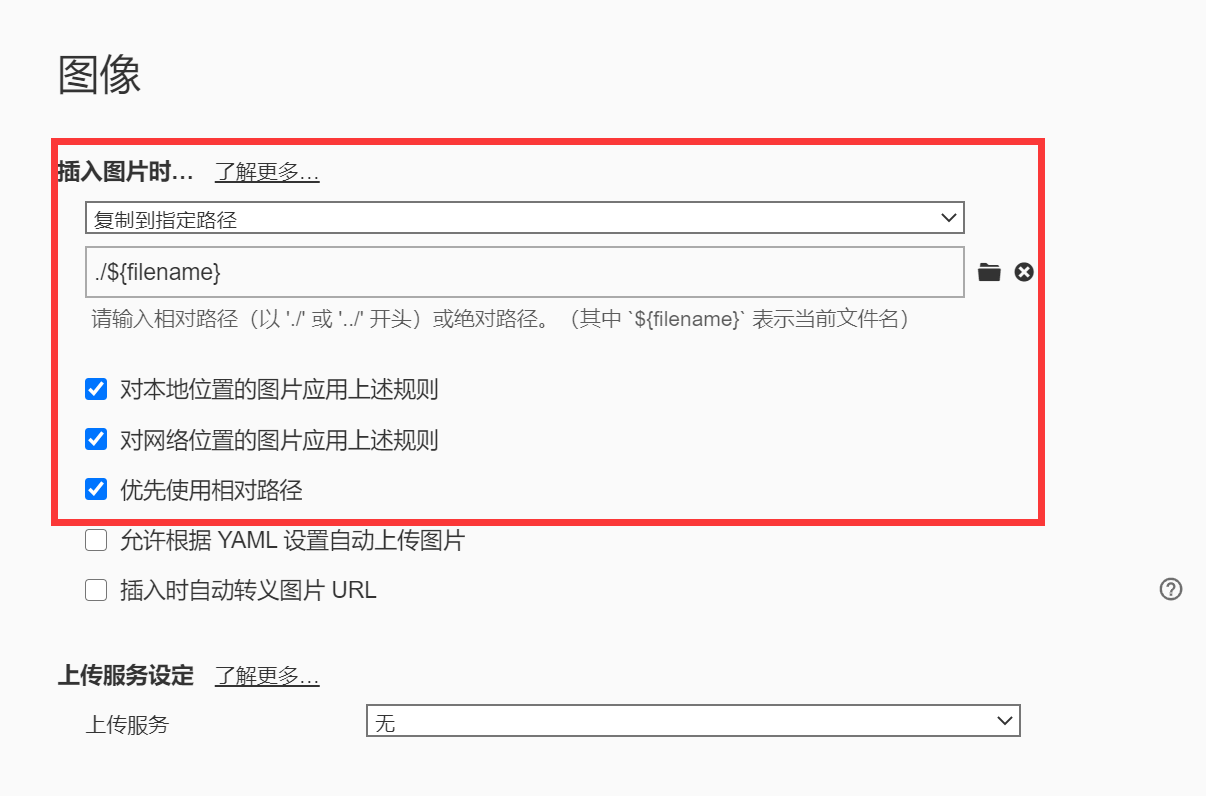 图像
插入图片时… 了解更多…
复制到指定路径
./${filename}
请输入相对路径（以 './' 或 '../' 开头）或绝对路径。（其中 `${filename}` 表示当前文件名）
对本地位置的图片应用上述规则
对网络位置的图片应用上述规则
优先使用相对路径
允许根据 YAML 设置自动上传图片
插入时自动转义图片 URL
上传服务设定 了解更多…
上传服务 无